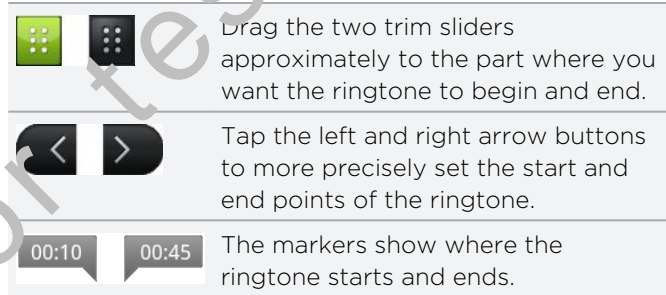 Drag the two trim sliders
approximately to the part where you
want the ringtone to begin and end.
Tap the left and right arrow buttons
to more precisely set the start and
end points of the ringtone.
00:10 00:45 The markers show where the
ringtone starts and ends.